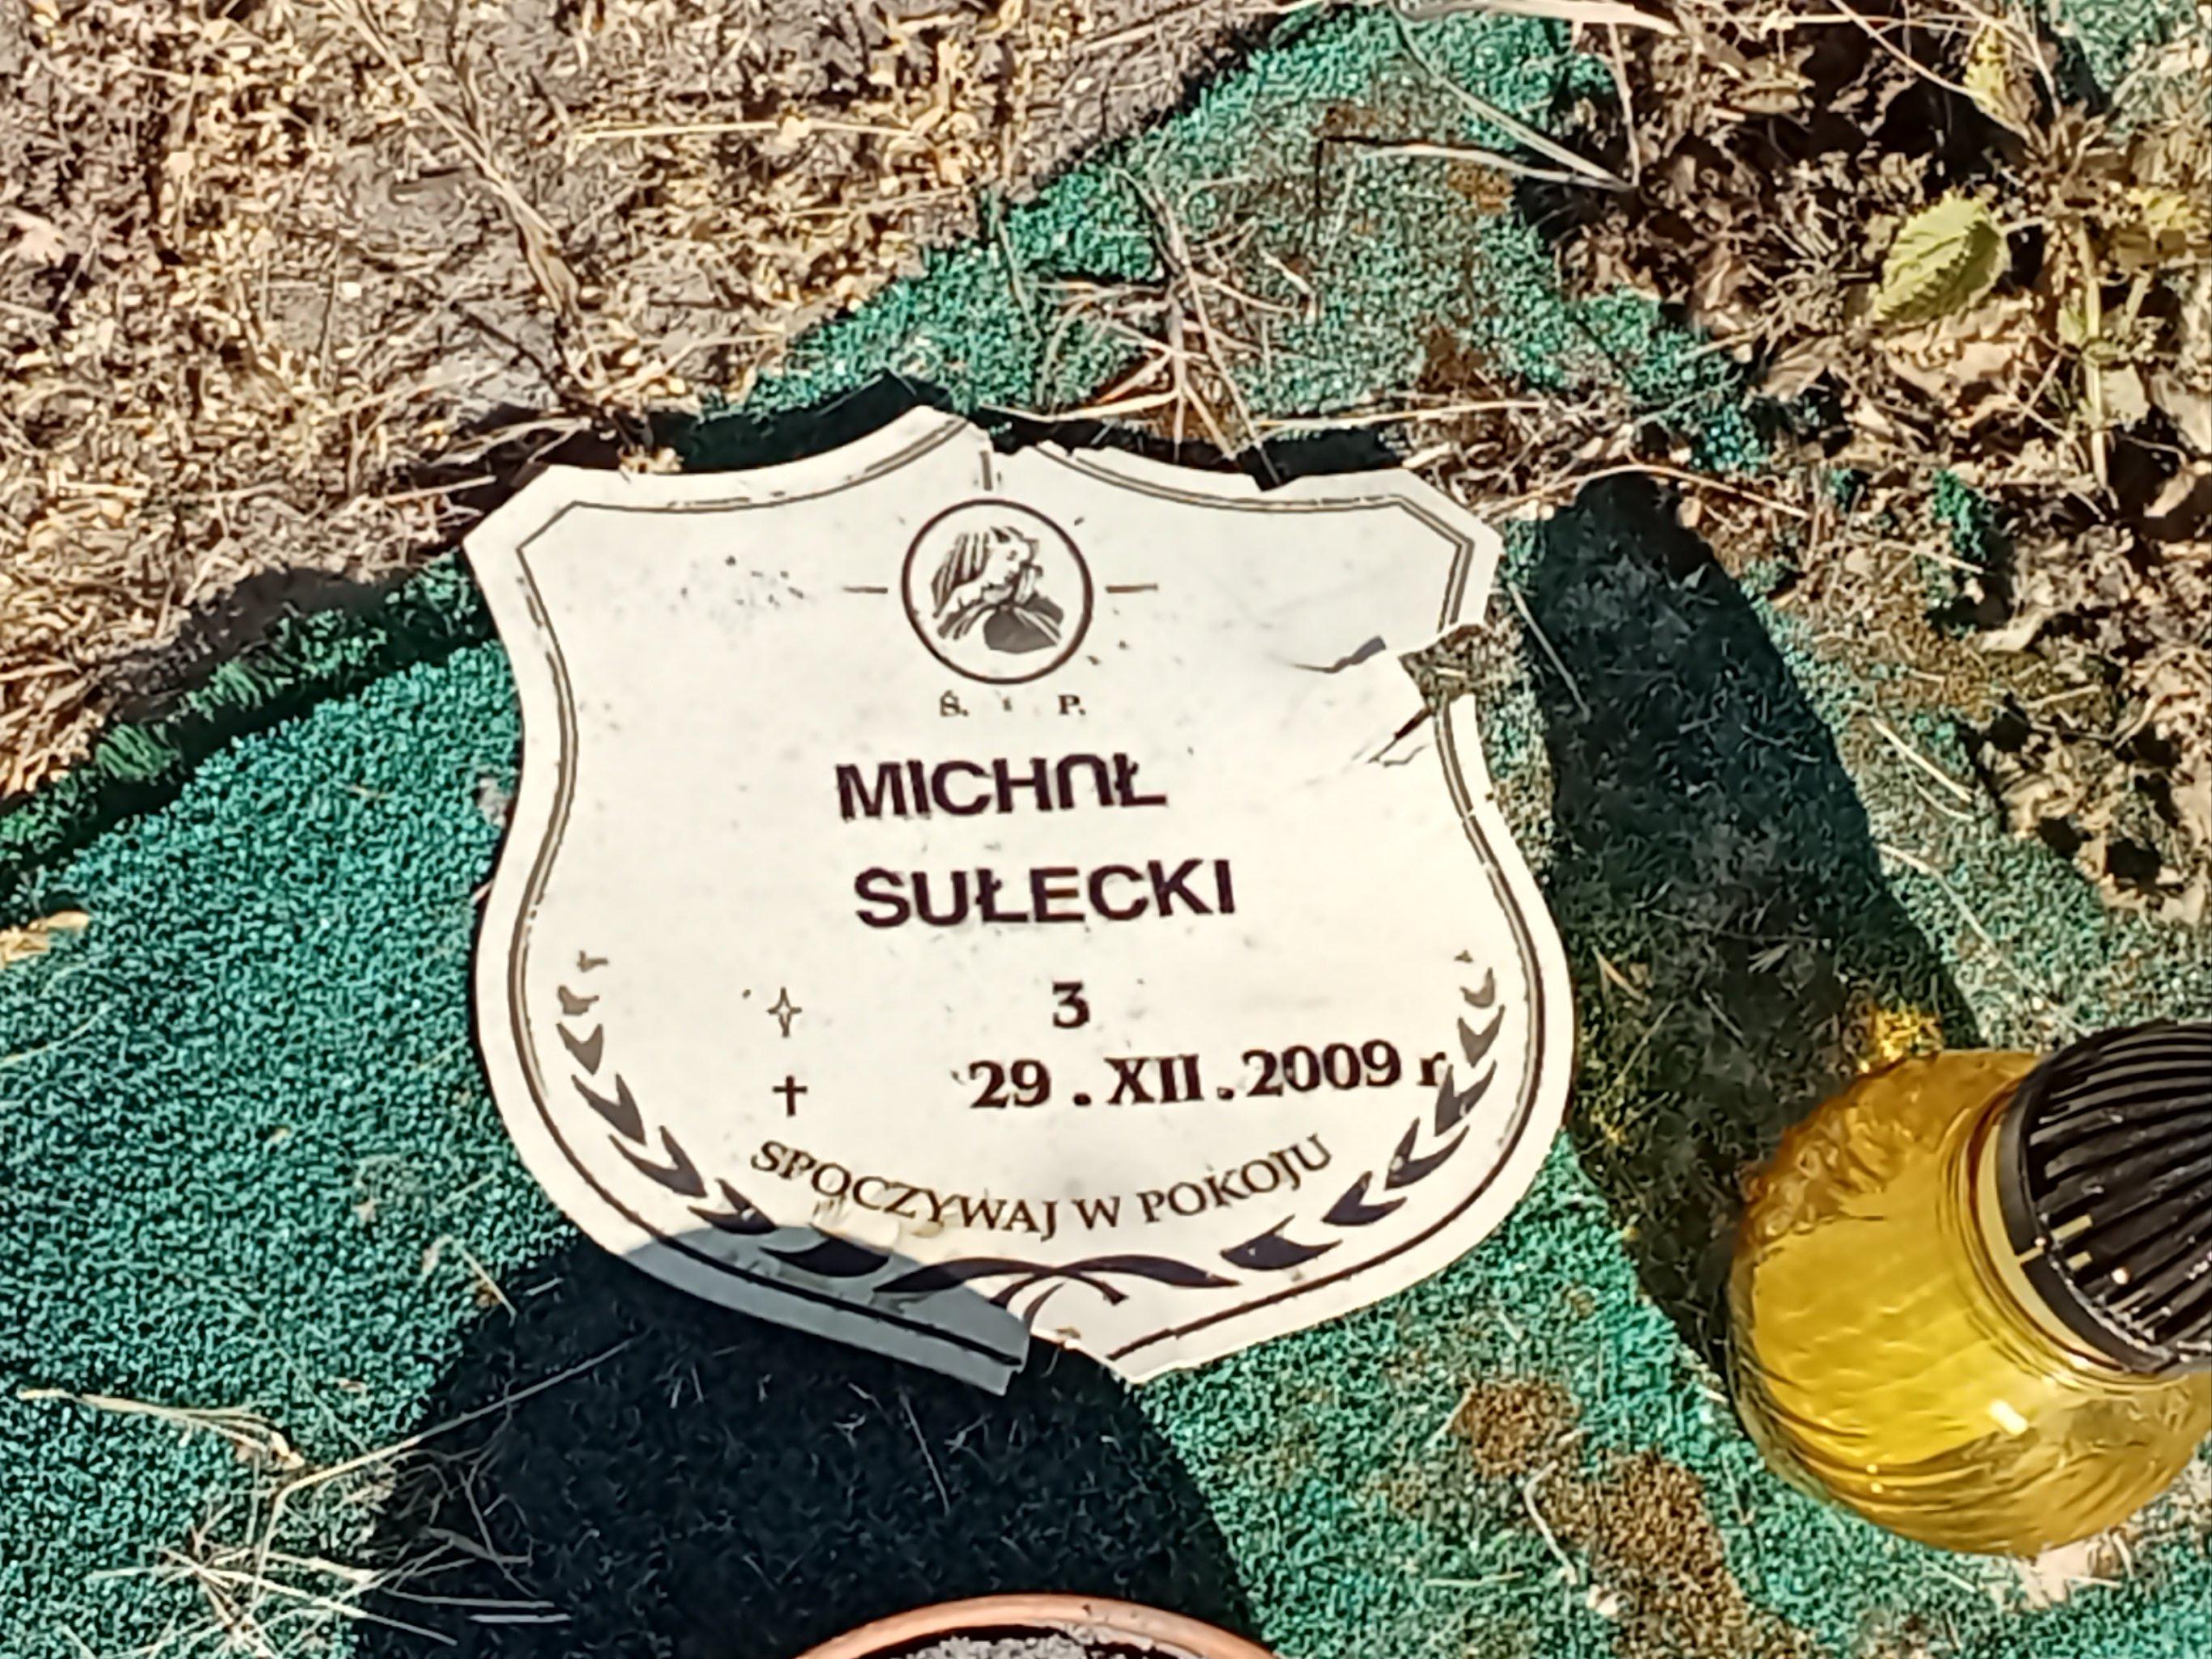 Ś. P.
MICHAŁ
SUŁECKI
3
29.XII.2009 r
SPOCZYWAJ W POKOJU